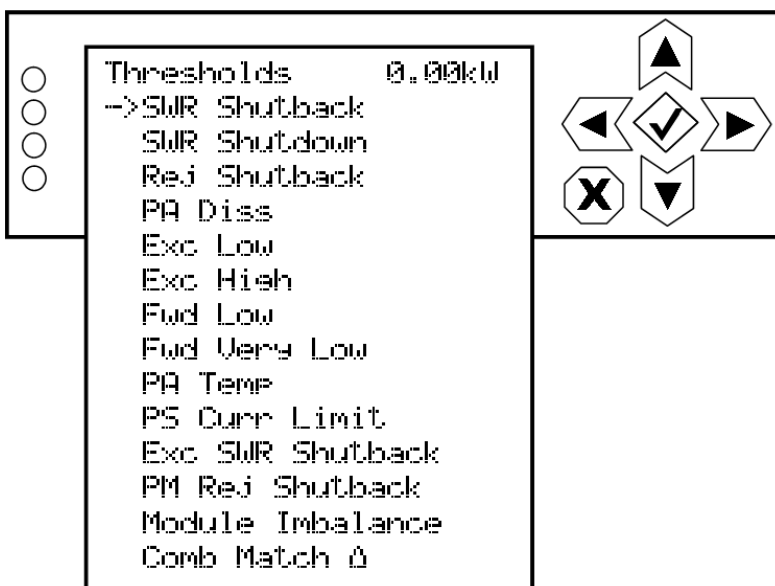 Thresholds 0.00kW
->SWR Shutback
SWR Shutdown
Rej Shutback
PA Diss
Exc Low
Exc High
Fwd Low
Fwd Very Low
PA Temp
PS Curr Limit
Exc SWR Shutback
PM Rej Shutback
Module Imbalance
Comb Match Δ
X